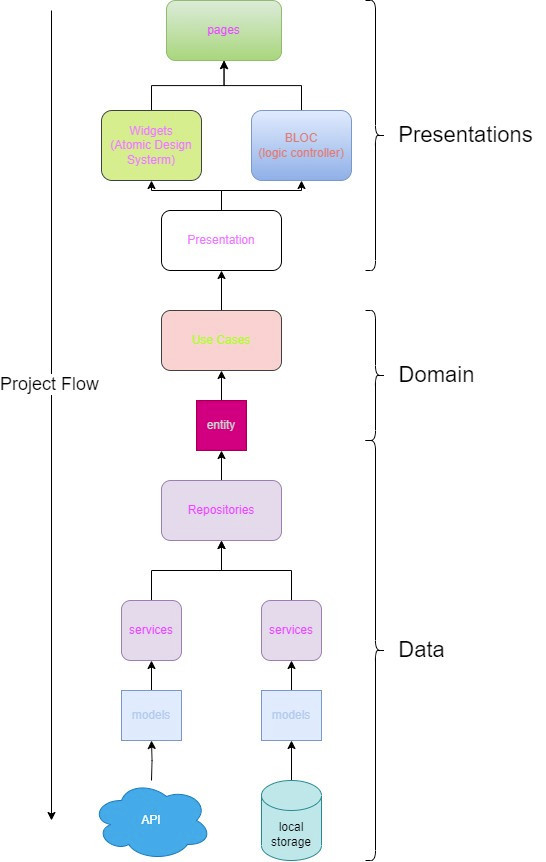 pages
Widgets
(Atomic Design
Systerm)
BLOC
(logic controller)
Presentations
Presentation
Use Cases
Domain
Project Flow
entity
Repositories
services
services
Data
models
models
API
local
storage